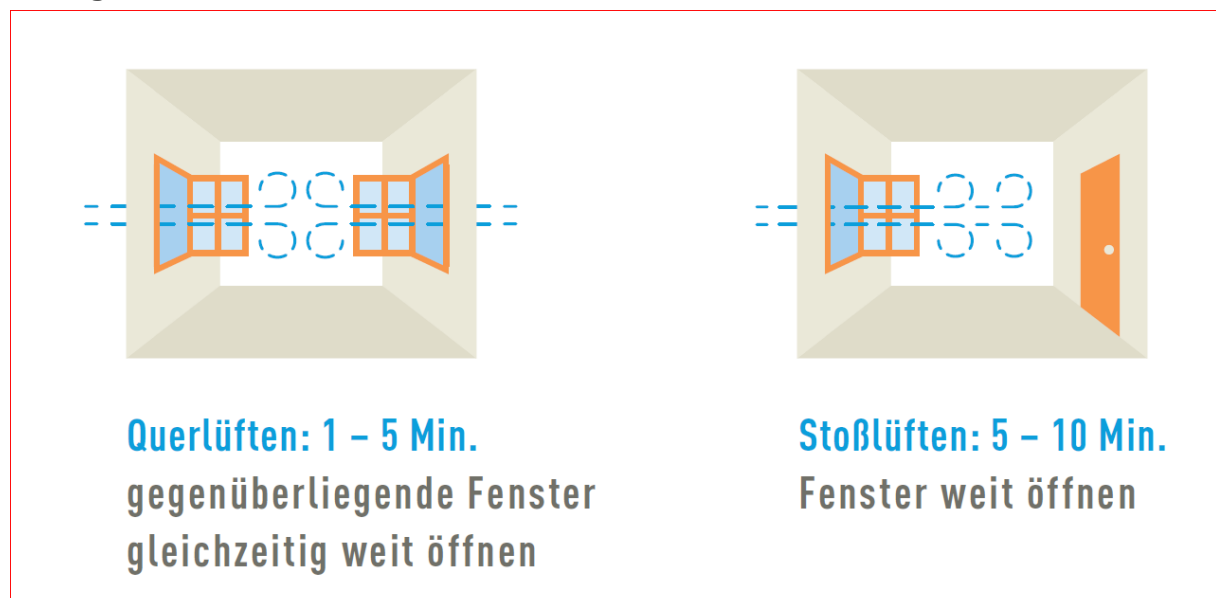 Querlüften: 1 – 5 Min.
gegenüberliegende Fenster
gleichzeitig weit öffnen
Stoßlüften: 5 – 10 Min.
Fenster weit öffnen